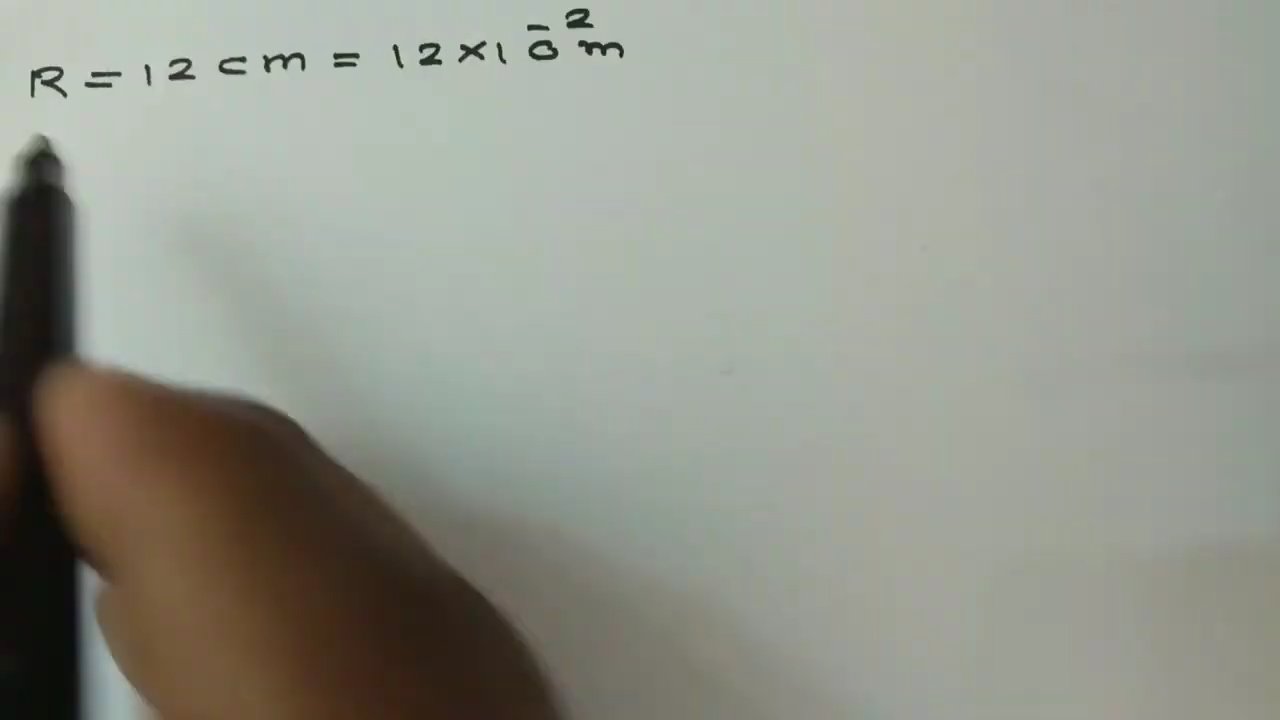 R = 12 cm = 12×10⁻² m